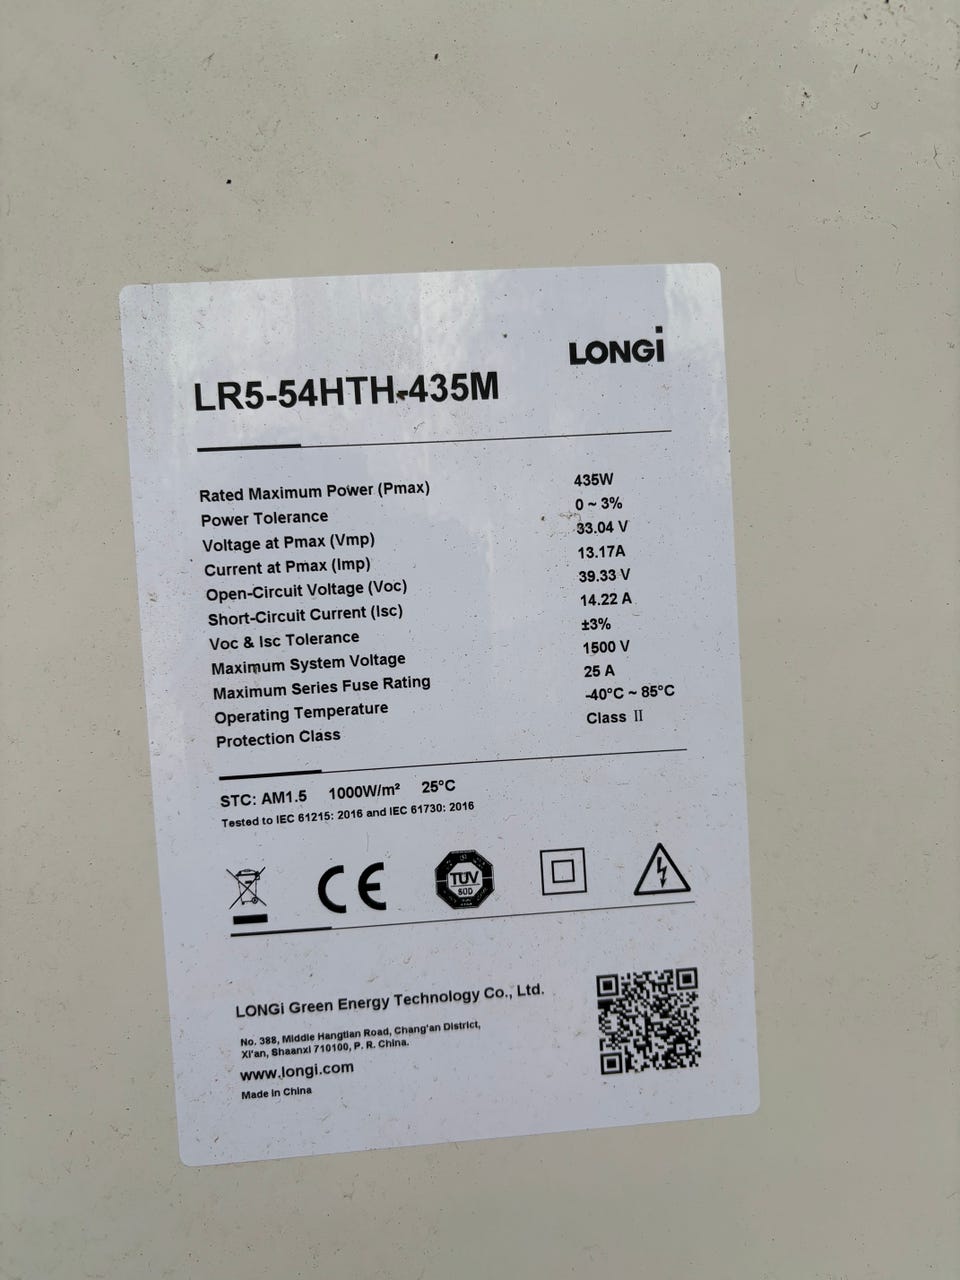 LONGi
LR5-54HTH-435M
Rated Maximum Power (Pmax) 435W
Power Tolerance 0 ~ 3%
Voltage at Pmax (Vmp) 33.04 V
Current at Pmax (Imp) 13.17A
Open-Circuit Voltage (Voc) 39.33 V
Short-Circuit Current (Isc) 14.22 A
Voc & Isc Tolerance ±3%
Maximum System Voltage 1500 V
Maximum Series Fuse Rating 25 A
Operating Temperature -40°C ~ 85°C
Protection Class Class II
STC: AM1.5 1000W/m² 25°C
Tested to IEC 61215: 2016 and IEC 61730: 2016
CE
TÜV
SÜD
LONGi Green Energy Technology Co., Ltd.
No. 388, Middle Hangtian Road, Chang'an District,
Xi'an, Shaanxi 710100, P. R. China.
www.longi.com
Made in China